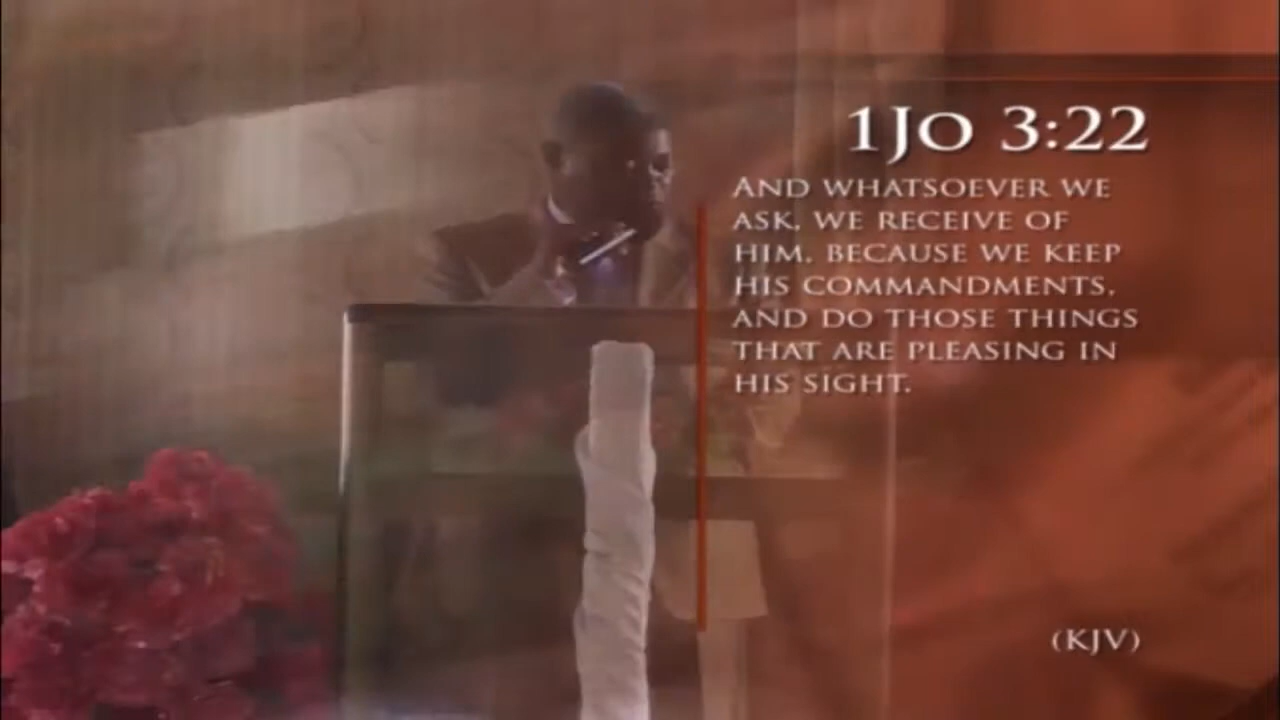 1Jo 3:22
And whatsoever we
ask, we receive of
him, because we keep
his commandments,
and do those things
that are pleasing in
his sight.
(KJV)